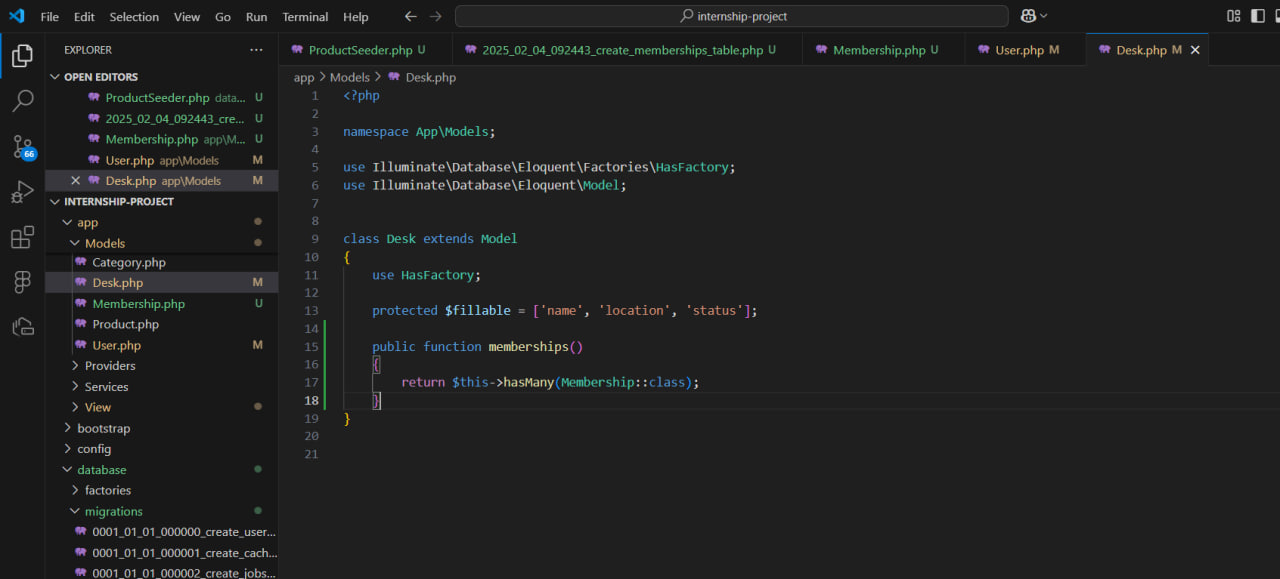 File Edit Selection View Go Run Terminal Help internship-project
EXPLORER
OPEN EDITORS
ProductSeeder.php data... U
2025_02_04_092443_cre... U
Membership.php app\M... U
User.php app\Models M
Desk.php app\Models M
INTERNSHIP-PROJECT
app
Models
Category.php
Desk.php M
Membership.php U
Product.php
User.php M
Providers
Services
View
bootstrap
config
database
factories
migrations
0001_01_01_000000_create_user...
0001_01_01_000001_create_cach...
0001_01_01_000002_create_jobs...
66
ProductSeeder.php U 2025_02_04_092443_create_memberships_table.php U Membership.php U User.php M Desk.php M
app > Models > Desk.php
1 <?php
2
3 namespace App\Models;
4
5 use Illuminate\Database\Eloquent\Factories\HasFactory;
6 use Illuminate\Database\Eloquent\Model;
7
8
9 class Desk extends Model
10 {
11 use HasFactory;
12
13 protected $fillable = ['name', 'location', 'status'];
14
15 public function memberships()
16 {
17 return $this->hasMany(Membership::class);
18 }
19 }
20
21